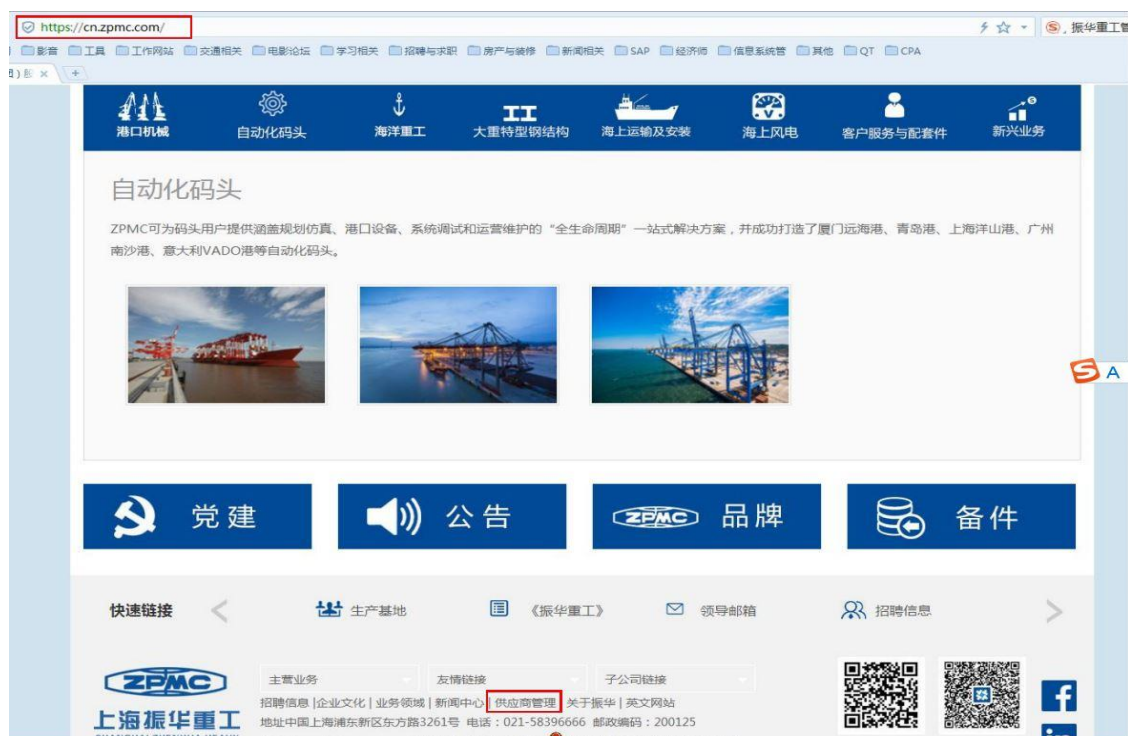 https://cn.zpmc.com/
振华重工管
影音 工具 工作网站 交通相关 电影论坛 学习相关 招聘与求职 房产与装修 新闻相关 SAP 经济师 信息系统管 其他 QT CPA
港口机械 自动化码头 海洋重工 大重特型钢结构 海上运输及安装 海上风电 客户服务与配套件 新兴业务
自动化码头
ZPMC可为码头用户提供涵盖规划仿真、港口设备、系统调试和运营维护的“全生命周期”一站式解决方案，并成功打造了厦门远海港、青岛港、上海洋山港、广州
南沙港、意大利VADO港等自动化码头。
A
党建 公告 ZPMC 品牌 备件
快速链接 生产基地 《振华重工》 领导邮箱 招聘信息
ZPMC 主营业务 友情链接 子公司链接
招聘信息 |企业文化 | 业务领域 | 新闻中心 | 供应商管理 | 关于振华 | 英文网站
上海振华重工 地址中国上海浦东新区东方路3261号 电话：021-58396666 邮政编码：200125